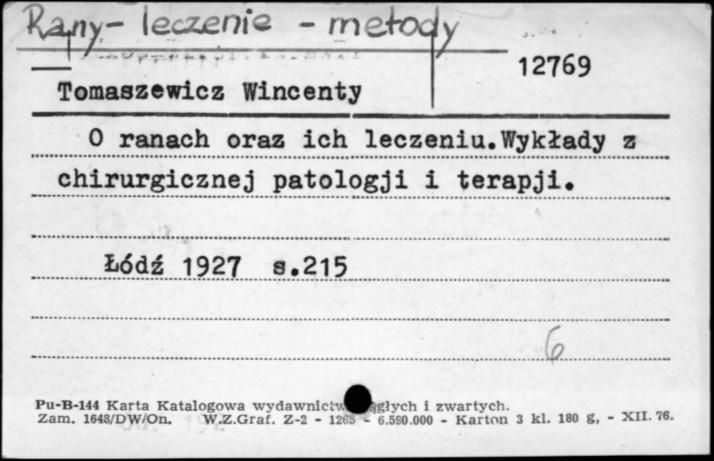 Rany - leczenie - metody
12769
Tomaszewicz Wincenty
O ranach oraz ich leczeniu.Wykłady z
chirurgicznej patologji i terapji.
Łódź 1927 s.215
6
Pu-B-144 Karta Katalogowa wydawnictw ągłych i zwartych.
Zam. 1648/DW/On. W.Z.Graf. Z-2 - 1265 - 6.590.000 - Karton 3 kl. 180 g, - XII. 76.